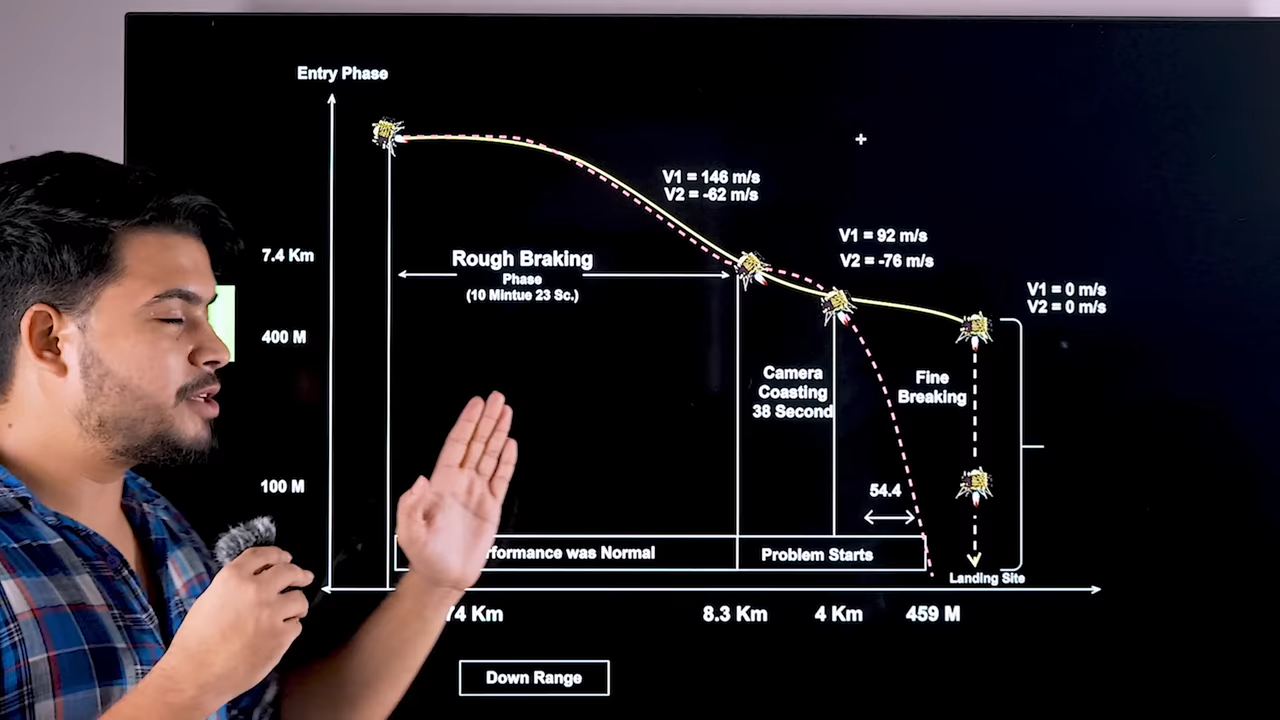 Entry Phase
V1 = 146 m/s
V2 = -62 m/s
V1 = 92 m/s
V2 = -76 m/s
7.4 Km
Rough Braking
Phase
(10 Mintue 23 Sc.)
V1 = 0 m/s
V2 = 0 m/s
400 M
Camera
Coasting
38 Second
Fine
Breaking
100 M
54.4
was Normal
Problem Starts
Landing Site
74 Km
8.3 Km
4 Km
459 M
Down Range